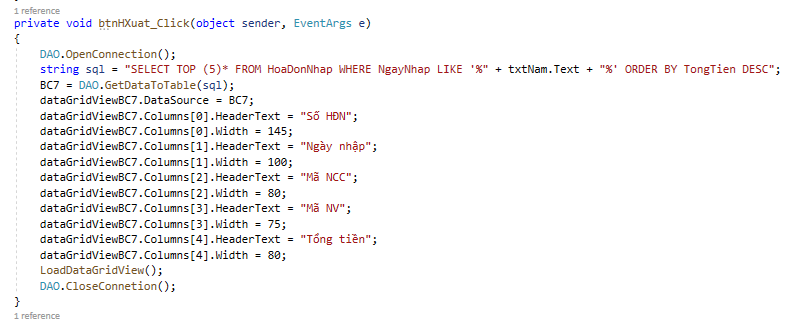 1 reference
private void btnHXuat_Click(object sender, EventArgs e)
{
DAO.OpenConnection();
string sql = "SELECT TOP (5)* FROM HoaDonNhap WHERE NgayNhap LIKE '%" + txtNam.Text + "%' ORDER BY TongTien DESC";
BC7 = DAO.GetDataToTable(sql);
dataGridViewBC7.DataSource = BC7;
dataGridViewBC7.Columns[0].HeaderText = "Số HĐN";
dataGridViewBC7.Columns[0].Width = 145;
dataGridViewBC7.Columns[1].HeaderText = "Ngày nhập";
dataGridViewBC7.Columns[1].Width = 100;
dataGridViewBC7.Columns[2].HeaderText = "Mã NCC";
dataGridViewBC7.Columns[2].Width = 80;
dataGridViewBC7.Columns[3].HeaderText = "Mã NV";
dataGridViewBC7.Columns[3].Width = 75;
dataGridViewBC7.Columns[4].HeaderText = "Tổng tiền";
dataGridViewBC7.Columns[4].Width = 80;
LoadDataGridView();
DAO.CloseConnetion();
}
1 reference